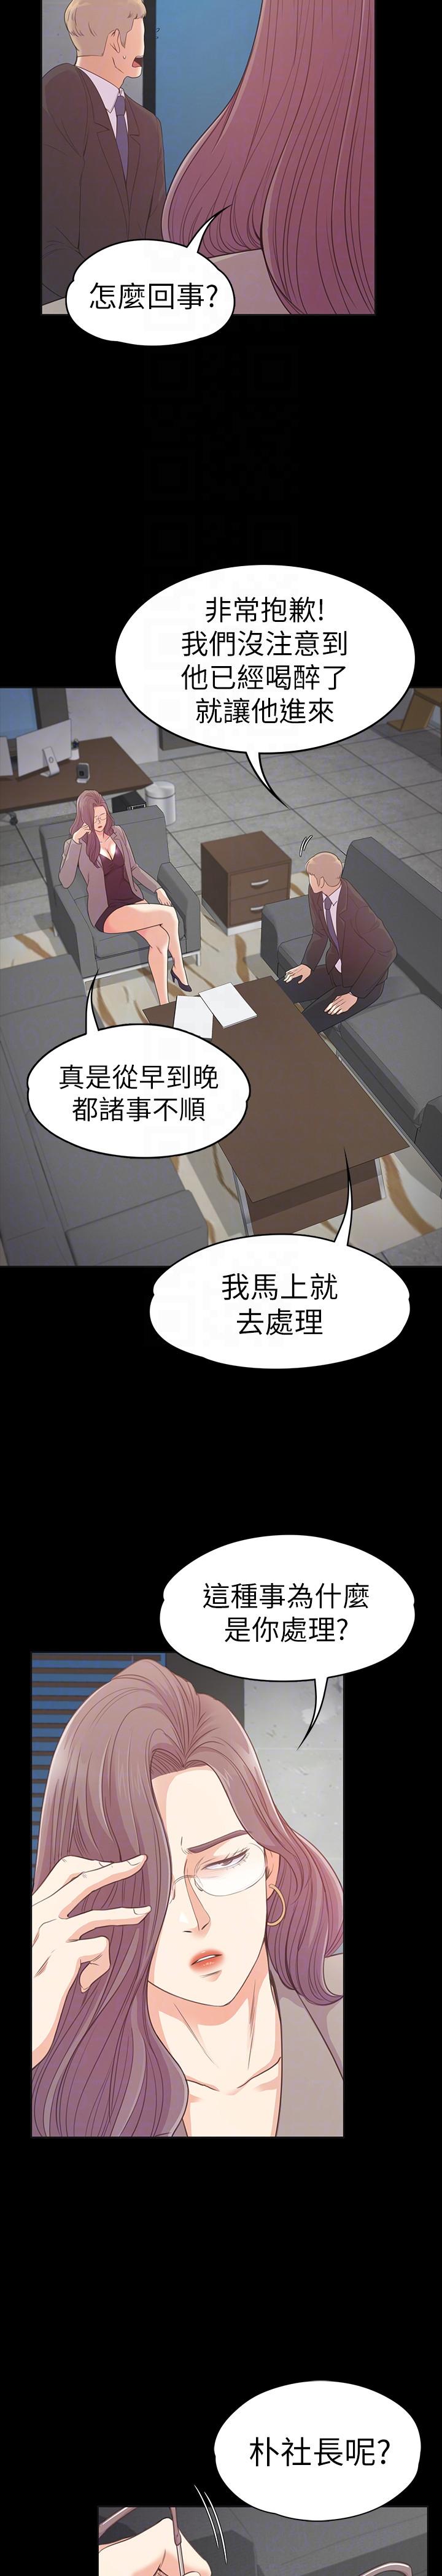 怎麼回事?
非常抱歉!
我們沒注意到
他已經喝醉了
就讓他進來
真是從早到晚
都諸事不順
我馬上就
去處理
這種事為什麼
是你處理?
朴社長呢?